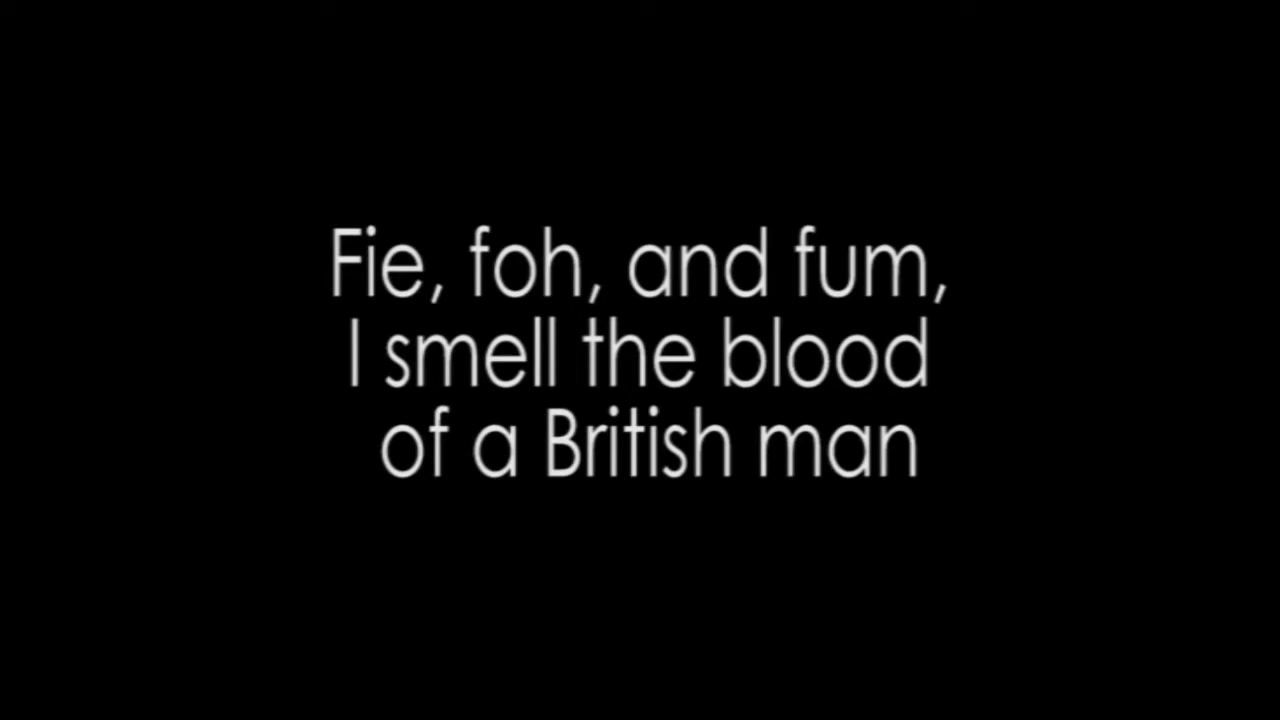 Fie, foh, and fum,
I smell the blood
of a British man